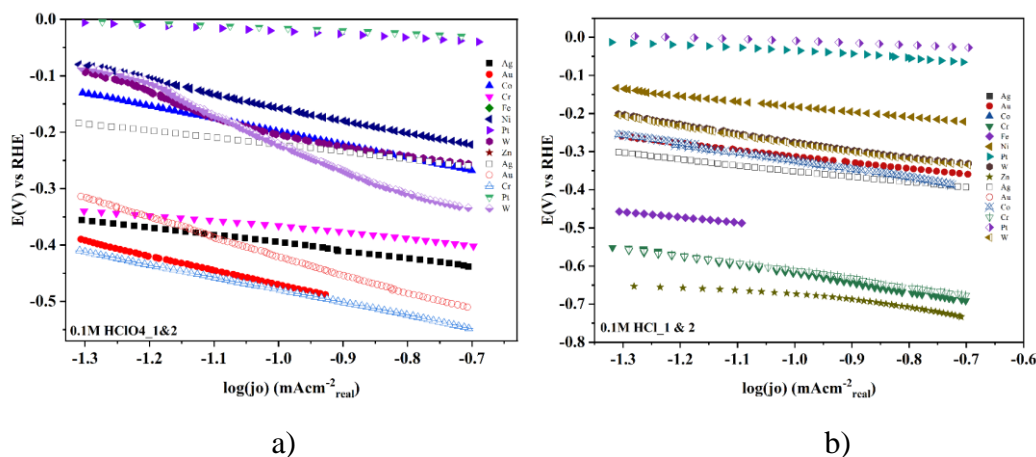 a)
0.0
-0.1
-0.2
-0.3
-0.4
-0.5
E(V) vs RHE
-1.3 -1.2 -1.1 -1.0 -0.9 -0.8 -0.7
log(jo) (mAcm-2real)
0.1M HClO4_1&2
Ag
Au
Co
Cr
Fe
Ni
Pt
W
Zn
Ag
Au
Cr
Pt
W
b)
0.0
-0.1
-0.2
-0.3
-0.4
-0.5
-0.6
-0.7
-0.8
E(V) vs RHE
-1.3 -1.2 -1.1 -1.0 -0.9 -0.8 -0.7 -0.6
log(jo) (mAcm-2real)
0.1M HCl_1 & 2
Ag
Au
Co
Cr
Fe
Ni
Pt
W
Zn
Ag
Au
Co
Cr
Pt
W
a)
b)